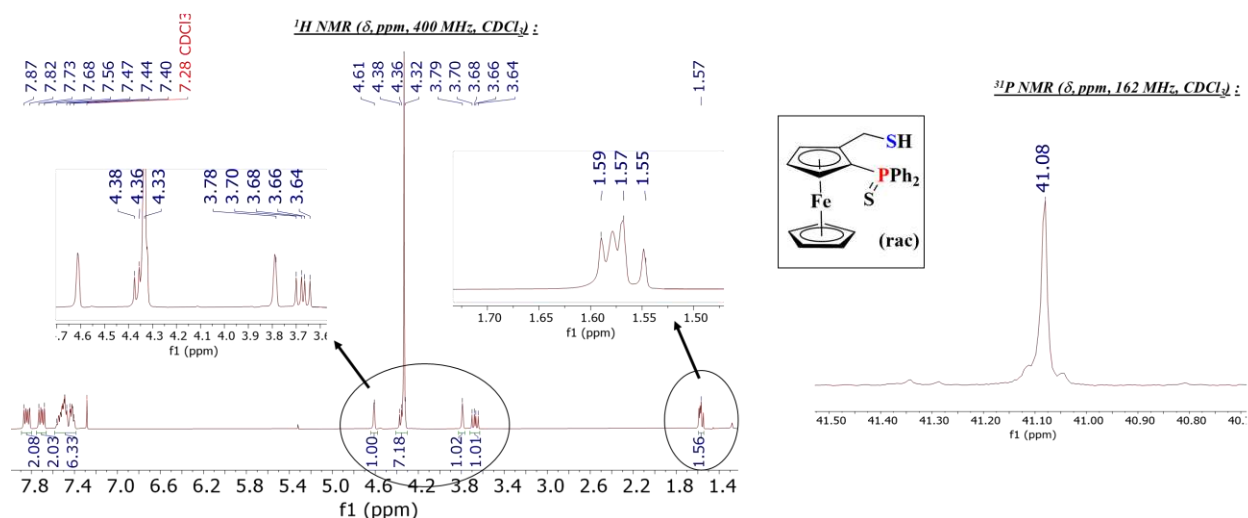 ¹H NMR (δ, ppm, 400 MHz, CDCl₃) :
7.87
7.82
7.73
7.68
7.56
7.47
7.44
7.40
7.28 CDCl3
4.61
4.38
4.36
4.32
3.79
3.70
3.68
3.66
3.64
1.57
4.38
4.36
4.33
3.78
3.70
3.68
3.66
3.64
4.6 4.5 4.4 4.3 4.2 4.1 4.0 3.9 3.8 3.7
f1 (ppm)
1.59
1.57
1.55
1.70 1.65 1.60 1.55 1.50
f1 (ppm)
2.08
2.03
6.33
1.00
7.18
1.02
1.01
1.56
7.8 7.4 7.0 6.6 6.2 5.8 5.4 5.0 4.6 4.2 3.8 3.4 3.0 2.6 2.2 1.8 1.4
f1 (ppm)
SH
PPh₂
S
Fe
(rac)
³¹P NMR (δ, ppm, 162 MHz, CDCl₃) :
41.08
41.50 41.40 41.30 41.20 41.10 41.00 40.90 40.80
f1 (ppm)